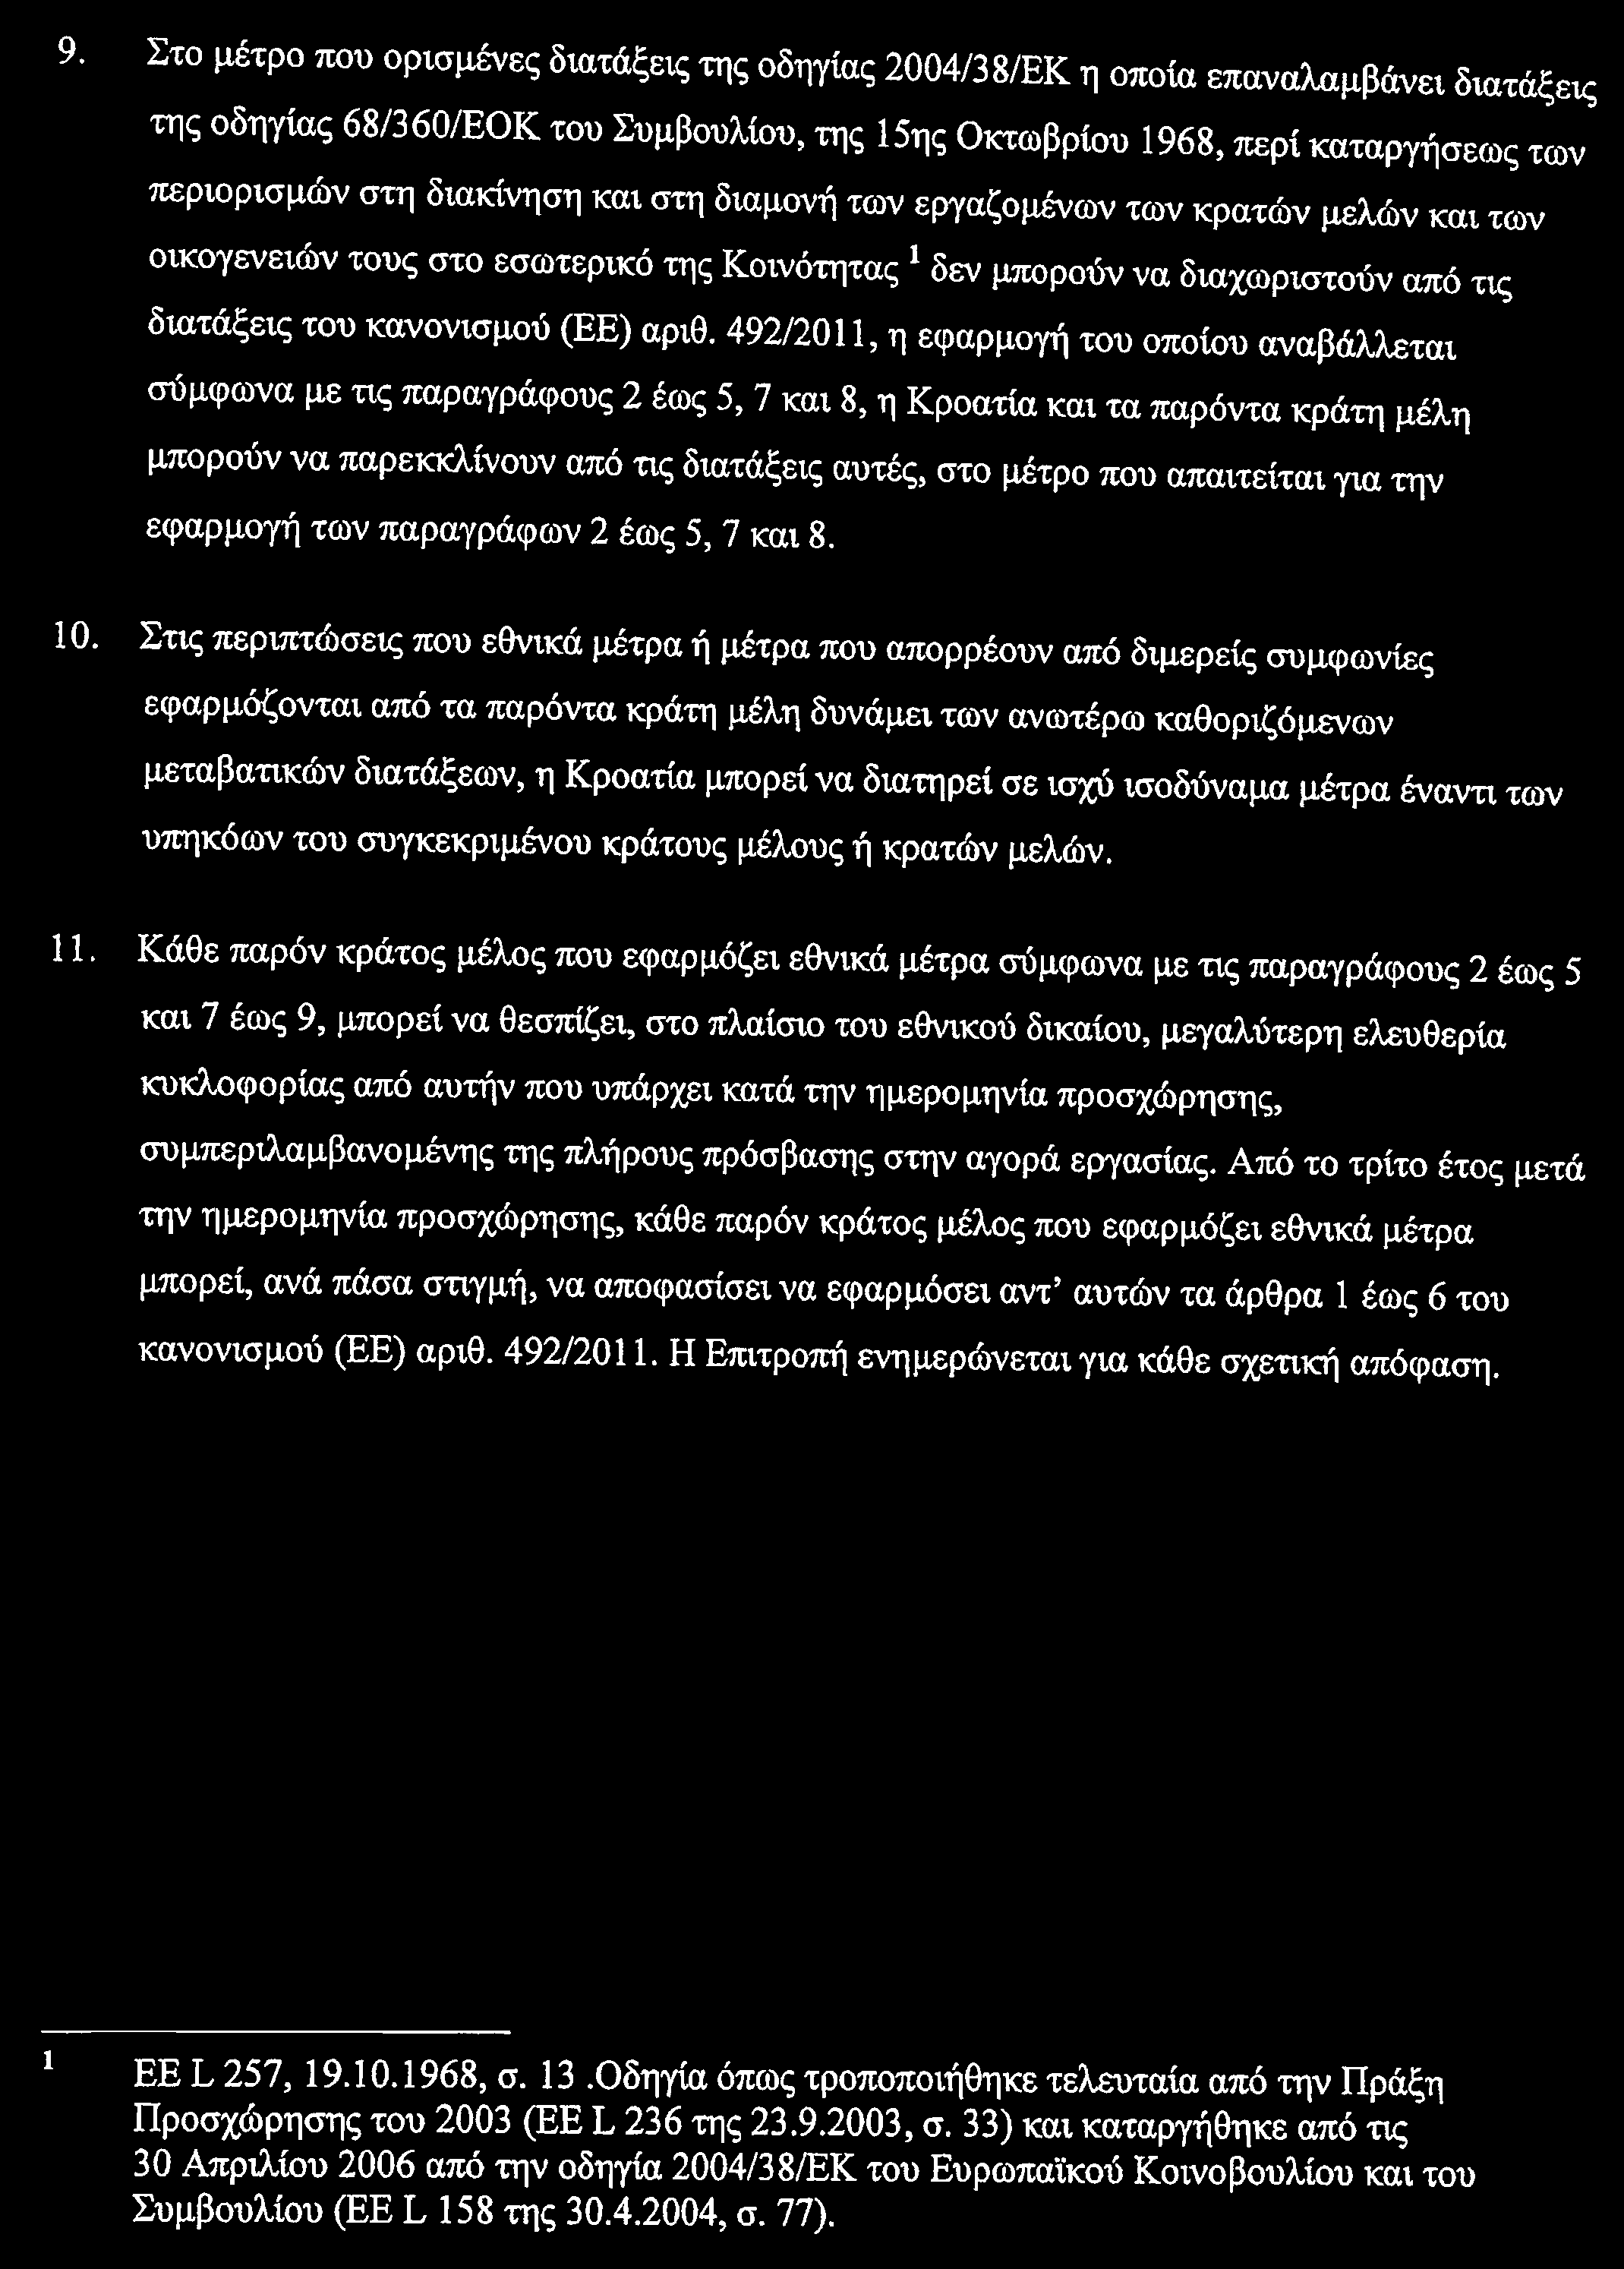 9. Στο μέτρο που ορισμένες διατάξεις της οδηγίας 2004/38/ΕΚ η οποία επαναλαμβάνει διατάξεις
της οδηγίας 68/360/ΕΟΚ του Συμβουλίου, της 15ης Οκτωβρίου 1968, περί καταργήσεως των
περιορισμών στη διακίνηση και στη διαμονή των εργαζομένων των κρατών μελών και των
οικογενειών τους στο εσωτερικό της Κοινότητας ¹ δεν μπορούν να διαχωριστούν από τις
διατάξεις του κανονισμού (ΕΕ) αριθ. 492/2011, η εφαρμογή του οποίου αναβάλλεται
σύμφωνα με τις παραγράφους 2 έως 5, 7 και 8, η Κροατία και τα παρόντα κράτη μέλη
μπορούν να παρεκκλίνουν από τις διατάξεις αυτές, στο μέτρο που απαιτείται για την
εφαρμογή των παραγράφων 2 έως 5, 7 και 8.
10. Στις περιπτώσεις που εθνικά μέτρα ή μέτρα που απορρέουν από διμερείς συμφωνίες
εφαρμόζονται από τα παρόντα κράτη μέλη δυνάμει των ανωτέρω καθοριζόμενων
μεταβατικών διατάξεων, η Κροατία μπορεί να διατηρεί σε ισχύ ισοδύναμα μέτρα έναντι των
υπηκόων του συγκεκριμένου κράτους μέλους ή κρατών μελών.
11. Κάθε παρόν κράτος μέλος που εφαρμόζει εθνικά μέτρα σύμφωνα με τις παραγράφους 2 έως 5
και 7 έως 9, μπορεί να θεσπίζει, στο πλαίσιο του εθνικού δικαίου, μεγαλύτερη ελευθερία
κυκλοφορίας από αυτήν που υπάρχει κατά την ημερομηνία προσχώρησης,
συμπεριλαμβανομένης της πλήρους πρόσβασης στην αγορά εργασίας. Από το τρίτο έτος μετά
την ημερομηνία προσχώρησης, κάθε παρόν κράτος μέλος που εφαρμόζει εθνικά μέτρα
μπορεί, ανά πάσα στιγμή, να αποφασίσει να εφαρμόσει αντ’ αυτών τα άρθρα 1 έως 6 του
κανονισμού (ΕΕ) αριθ. 492/2011. Η Επιτροπή ενημερώνεται για κάθε σχετική απόφαση.
¹ ΕΕ L 257, 19.10.1968, σ. 13 .Οδηγία όπως τροποποιήθηκε τελευταία από την Πράξη
Προσχώρησης του 2003 (ΕΕ L 236 της 23.9.2003, σ. 33) και καταργήθηκε από τις
30 Απριλίου 2006 από την οδηγία 2004/38/ΕΚ του Ευρωπαϊκού Κοινοβουλίου και του
Συμβουλίου (ΕΕ L 158 της 30.4.2004, σ. 77).